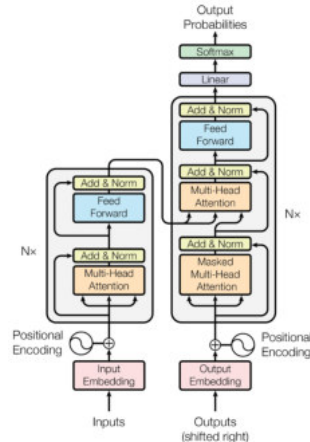 Output
Probabilities
Softmax
Linear
Add & Norm
Feed
Forward
Add & Norm
Multi-Head
Attention
Add & Norm
Masked
Multi-Head
Attention
N×
Add & Norm
Feed
Forward
Add & Norm
Multi-Head
Attention
N×
Positional
Encoding
Positional
Encoding
Input
Embedding
Output
Embedding
Inputs
Outputs
(shifted right)